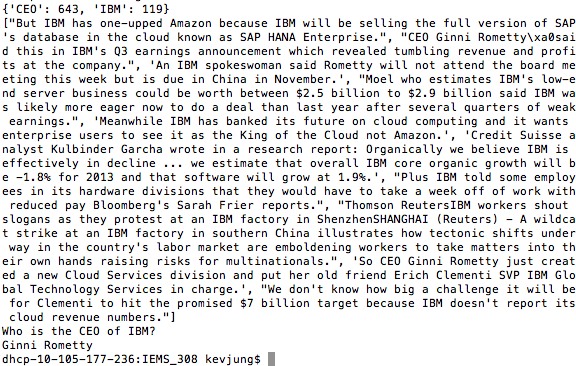 {'CEO': 643, 'IBM': 119}
["But IBM has one-upped Amazon because IBM will be selling the full version of SAP
's database in the cloud known as SAP HANA Enterprise.", "CEO Ginni Rometty\xa0sai
d this in IBM's Q3 earnings announcement which revealed tumbling revenue and profi
ts at the company.", 'An IBM spokeswoman said Rometty will not attend the board me
eting this week but is due in China in November.', "Moel who estimates IBM's low-e
nd server business could be worth between $2.5 billion to $2.9 billion said IBM wa
s likely more eager now to do a deal than last year after several quarters of weak
 earnings.", 'Meanwhile IBM has banked its future on cloud computing and it wants 
enterprise users to see it as the King of the Cloud not Amazon.', 'Credit Suisse a
nalyst Kulbinder Garcha wrote in a research report: Organically we believe IBM is 
effectively in decline ... we estimate that overall IBM core organic growth will b
e -1.8% for 2013 and that software will grow at 1.9%.', "Plus IBM told some employ
ees in its hardware divisions that they would have to take a week off of work with
 reduced pay Bloomberg's Sarah Frier reports.", "Thomson ReutersIBM workers shout 
slogans as they protest at an IBM factory in ShenzhenSHANGHAI (Reuters) - A wildca
t strike at an IBM factory in southern China illustrates how tectonic shifts under
 way in the country's labor market are emboldening workers to take matters into th
eir own hands raising risks for multinationals.", 'So CEO Ginni Rometty just creat
ed a new Cloud Services division and put her old friend Erich Clementi SVP IBM Glo
bal Technology Services in charge.', "We don't know how big a challenge it will be
 for Clementi to hit the promised $7 billion target because IBM doesn't report its
 cloud revenue numbers."]
Who is the CEO of IBM?
Ginni Rometty
dhcp-10-105-177-236:IEMS_308 kevjung$